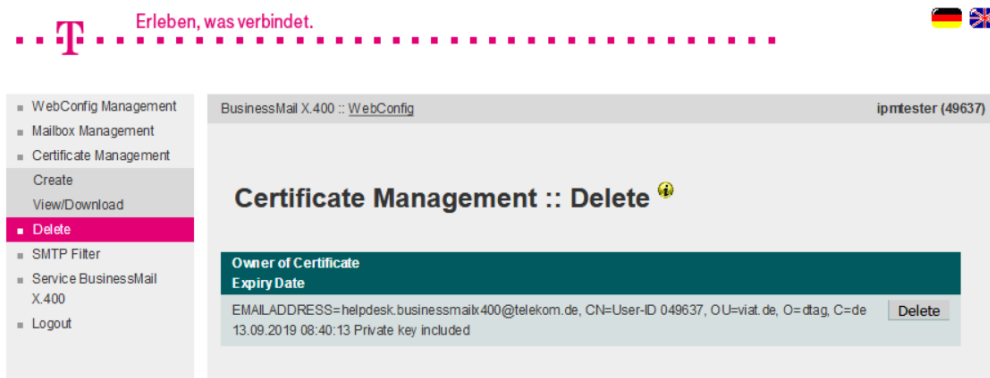 Erleben, was verbindet.
T
WebConfig Management
Mailbox Management
Certificate Management
Create
View/Download
Delete
SMTP Filter
Service BusinessMail
X.400
Logout
BusinessMail X.400 :: WebConfig
ipmtester (49637)
Certificate Management :: Delete
Owner of Certificate
Expiry Date
EMAILADDRESS=helpdesk.businessmailx400@telekom.de, CN=User-ID 049637, OU=viat.de, O=dtag, C=de
13.09.2019 08:40:13 Private key included
Delete